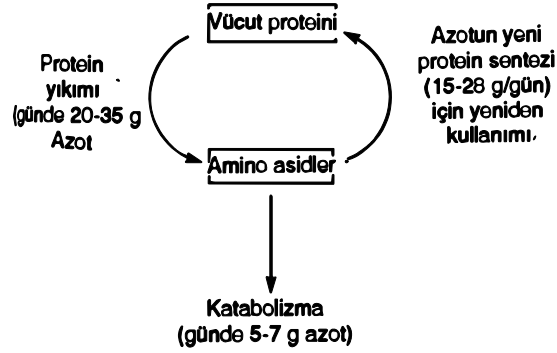 Vücut proteini
Protein
yıkımı
(günde 20-35 g
Azot
Azotun yeni
protein sentezi
(15-28 g/gün)
için yeniden
kullanımı.
Amino asidler
Katabolizma
(günde 5-7 g azot)